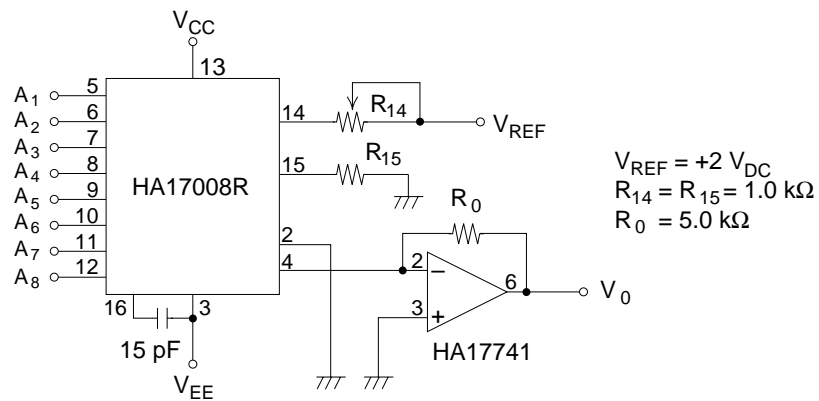 VCC
13
A1 5
A2 6
A3 7
A4 8
A5 9
A6 10
A7 11
A8 12
HA17008R
14 R14 VREF
15 R15
2
4
R0
2 −
6 V0
3 +
HA17741
16 3
15 pF
VEE
VREF = +2 VDC
R14 = R15 = 1.0 kΩ
R0 = 5.0 kΩ